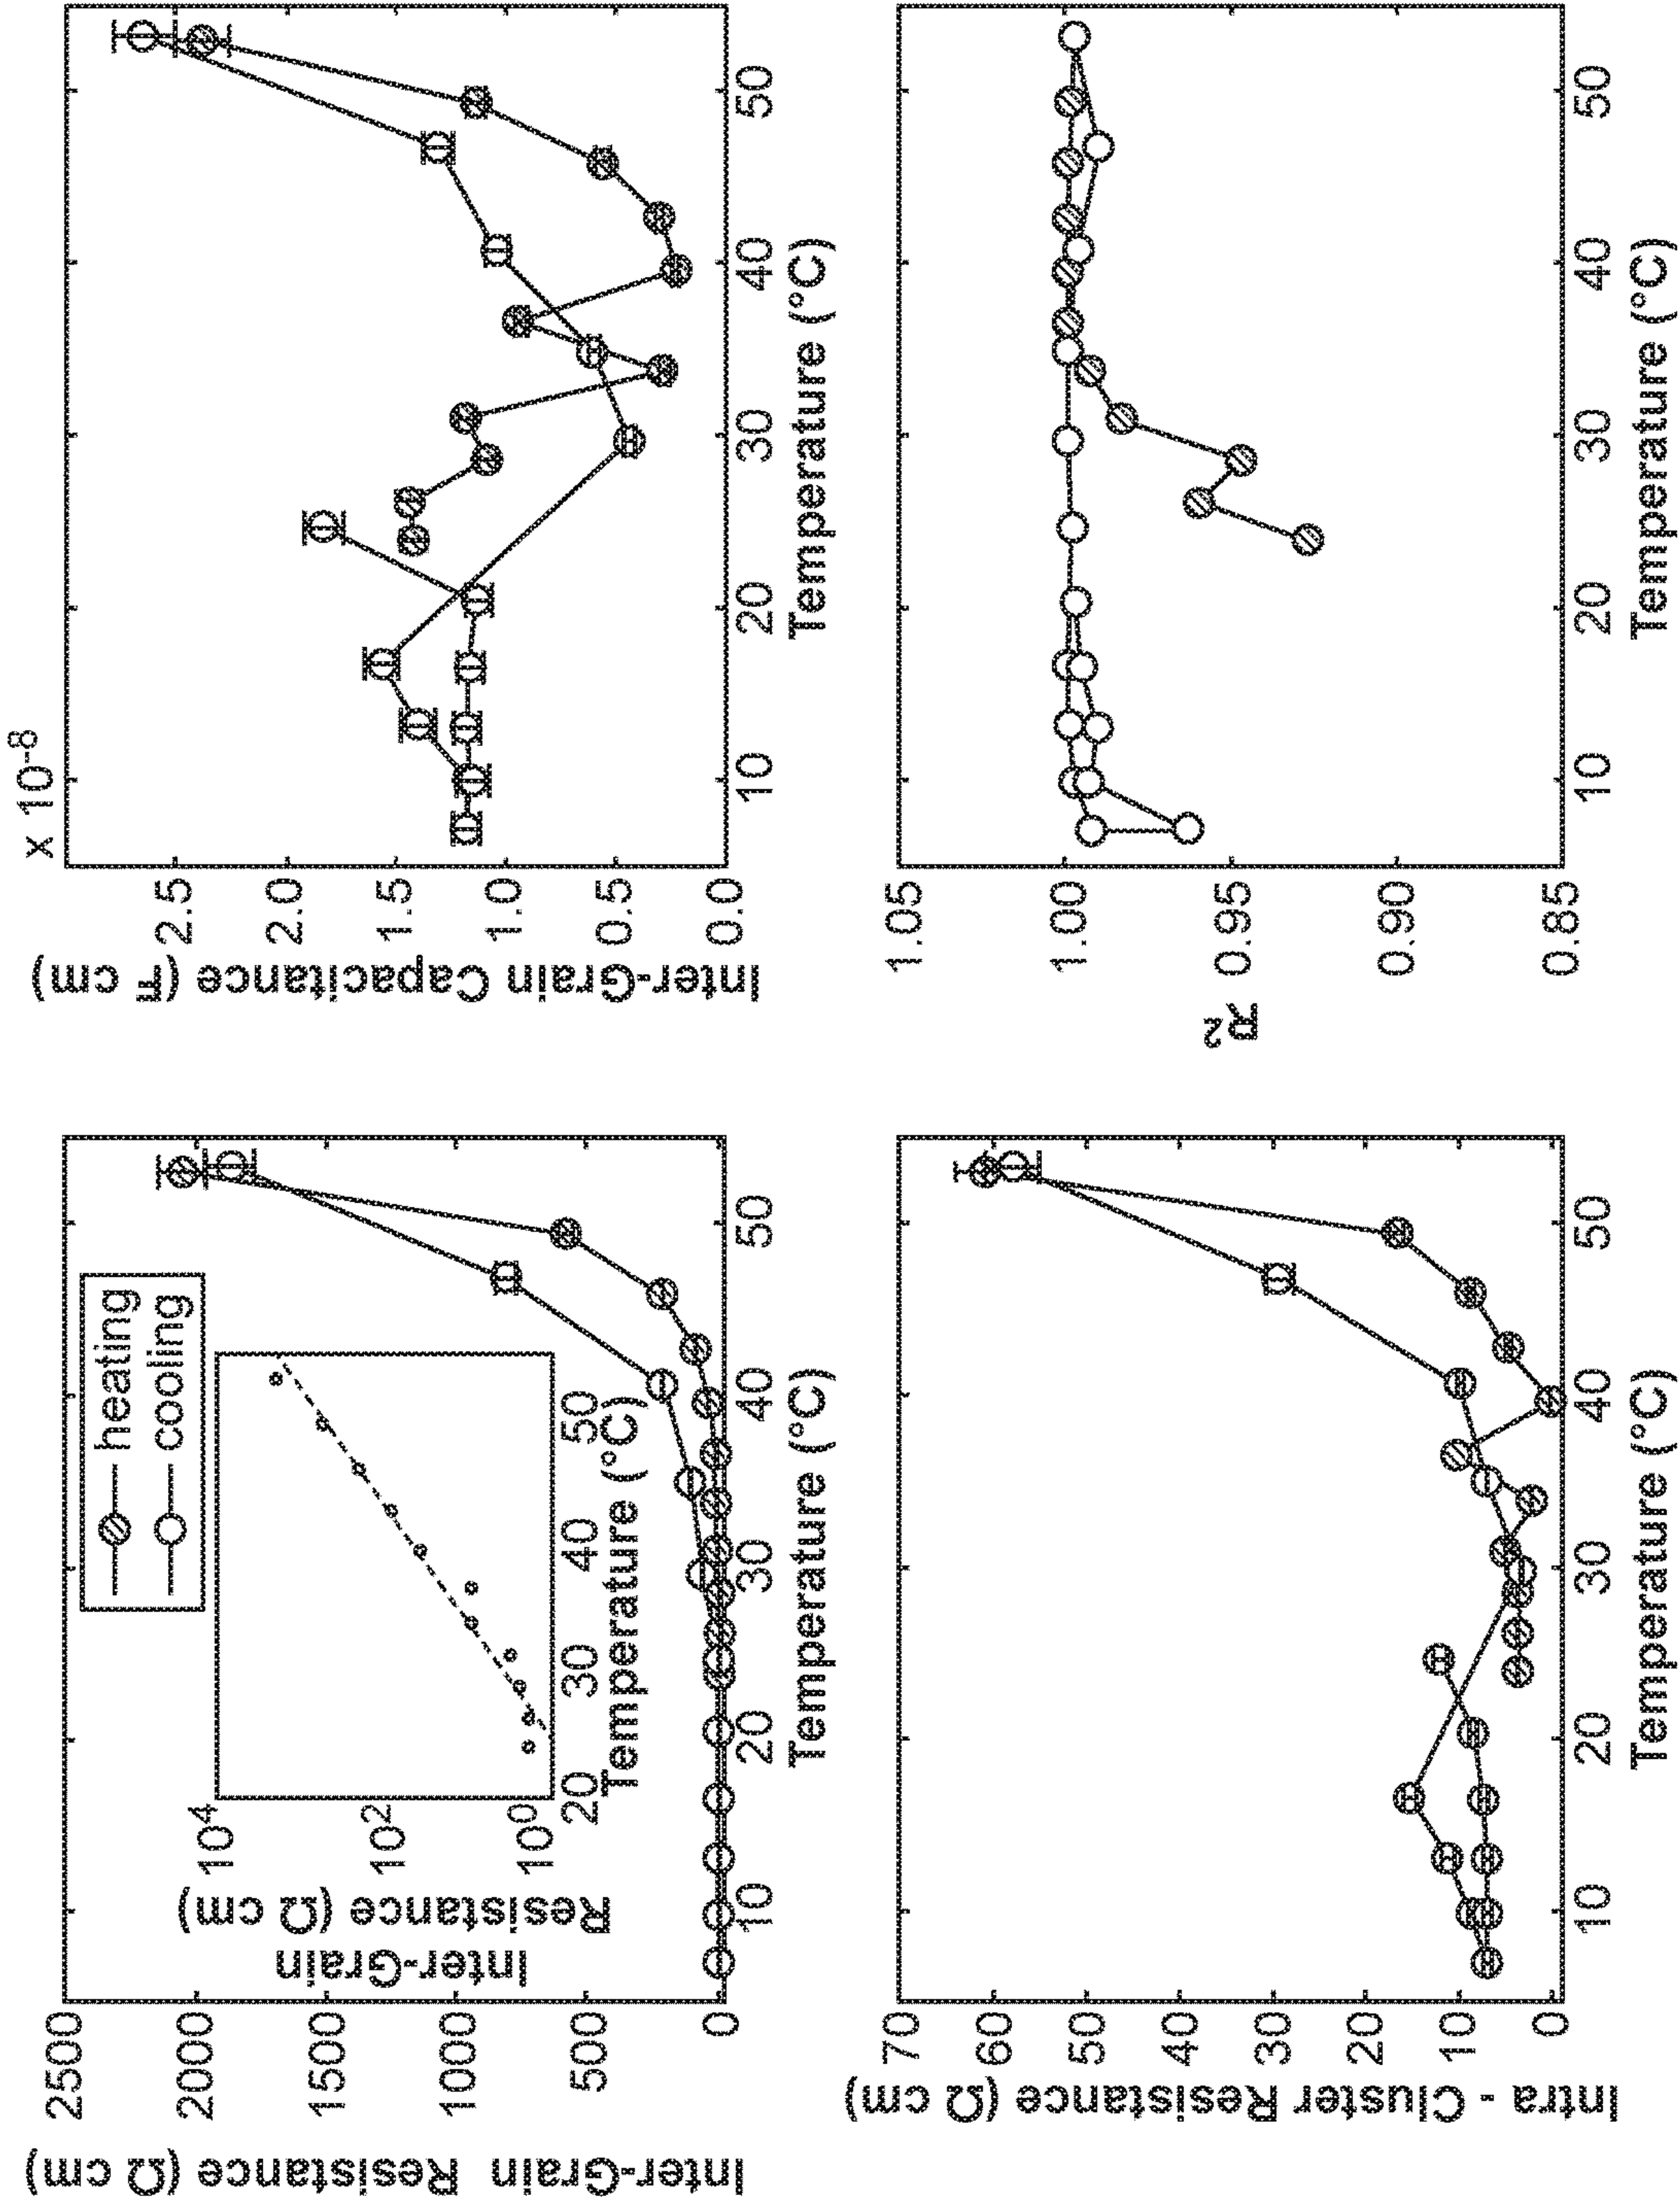 Inter-Grain Resistance (Ω cm)
2500
2000
1500
1000
500
0
heating
cooling
Inter-Grain
Resistance (Ω cm)
10⁴
10²
10⁰
20 30 40 50
Temperature (°C)
10 20 30 40 50
Temperature (°C)
x 10⁻⁸
Inter-Grain Capacitance (F cm)
2.5
2.0
1.5
1.0
0.5
0.0
10 20 30 40 50
Temperature (°C)
Intra - Cluster Resistance (Ω cm)
70
60
50
40
30
20
10
0
10 20 30 40 50
Temperature (°C)
R²
1.05
1.00
0.95
0.90
0.85
10 20 30 40 50
Temperature (°C)